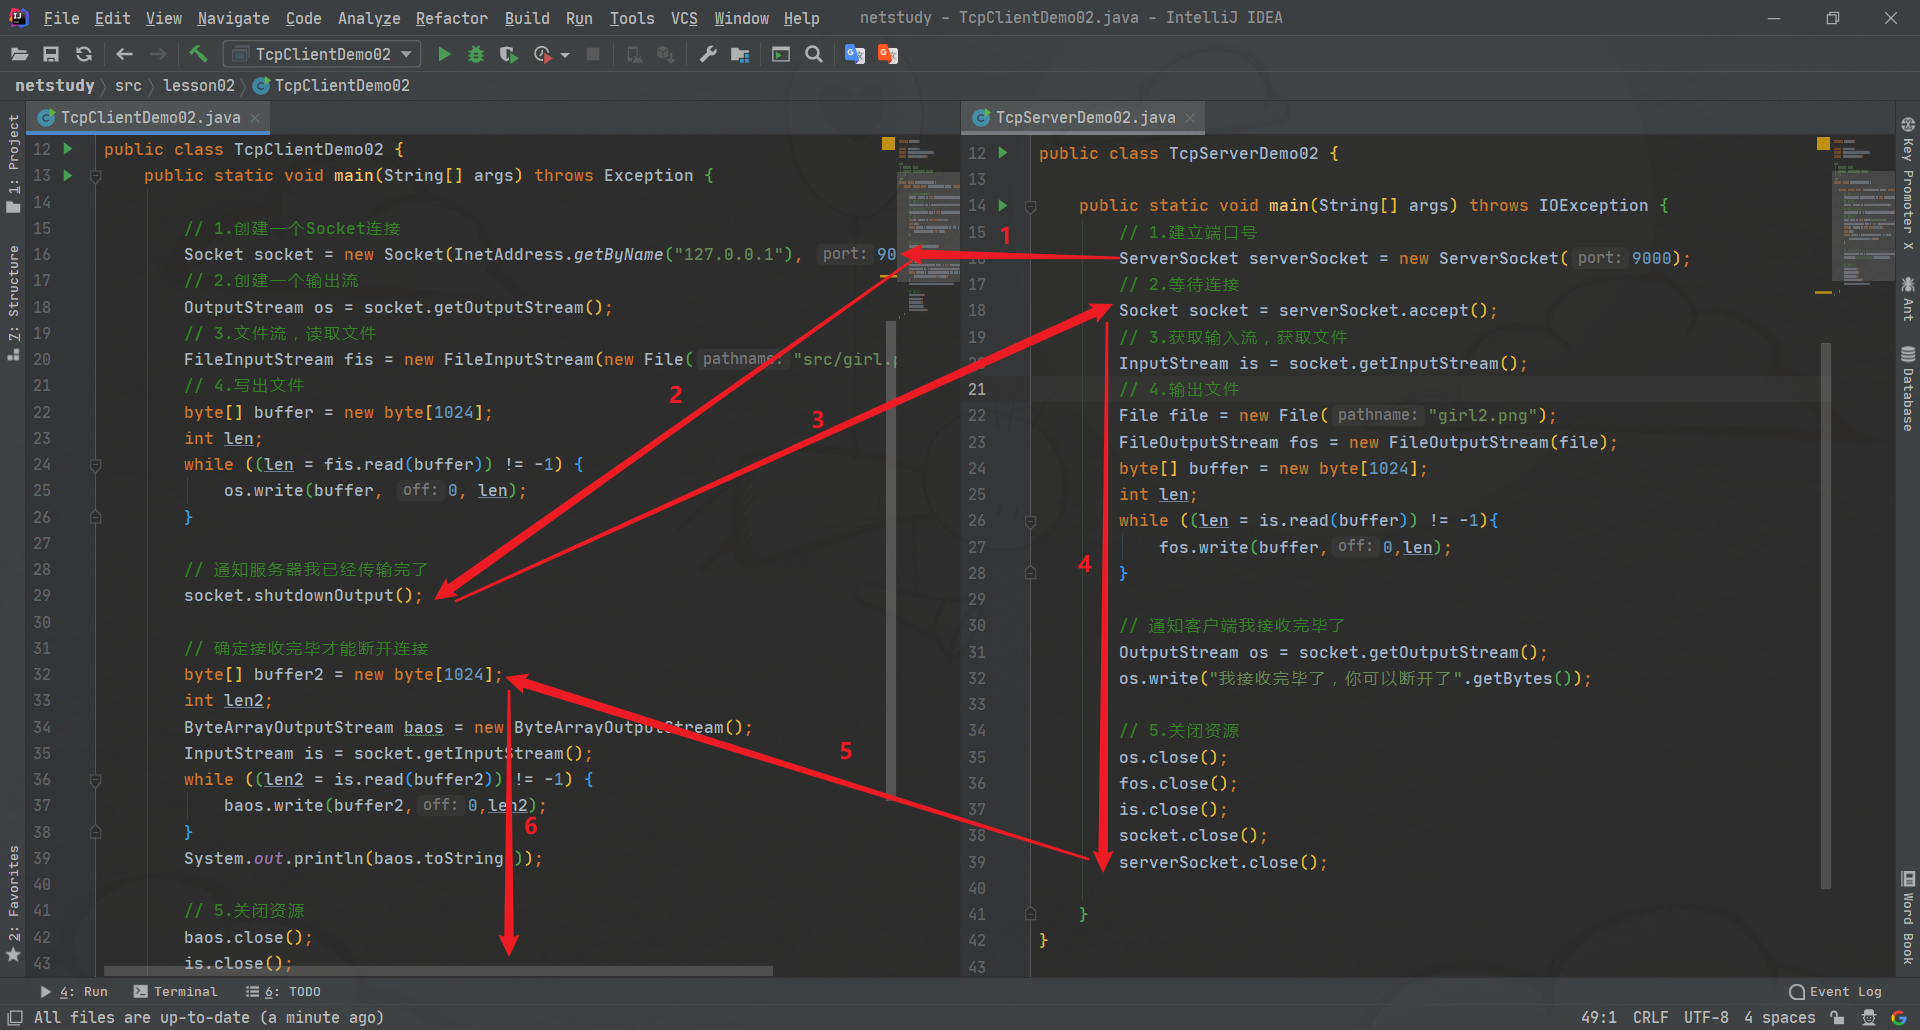 File Edit View Navigate Code Analyze Refactor Build Run Tools VCS Window Help netstudy - TcpClientDemo02.java - IntelliJ IDEA
TcpClientDemo02
netstudy src lesson02 TcpClientDemo02
1: Project
7: Structure
2: Favorites
TcpClientDemo02.java
12 public class TcpClientDemo02 {
13 public static void main(String[] args) throws Exception {
14
15 // 1.创建一个Socket连接
16 Socket socket = new Socket(InetAddress.getByName("127.0.0.1"), port: 90
17 // 2.创建一个输出流
18 OutputStream os = socket.getOutputStream();
19 // 3.文件流，读取文件
20 FileInputStream fis = new FileInputStream(new File( pathname: "src/girl.p
21 // 4.写出文件
22 byte[] buffer = new byte[1024];
23 int len;
24 while ((len = fis.read(buffer)) != -1) {
25 os.write(buffer, off: 0, len);
26 }
27
28 // 通知服务器我已经传输完了
29 socket.shutdownOutput();
30
31 // 确定接收完毕才能断开连接
32 byte[] buffer2 = new byte[1024];
33 int len2;
34 ByteArrayOutputStream baos = new ByteArrayOutputStream();
35 InputStream is = socket.getInputStream();
36 while ((len2 = is.read(buffer2)) != -1) {
37 baos.write(buffer2, off: 0,len2);
38 }
39 System.out.println(baos.toString());
40
41 // 5.关闭资源
42 baos.close();
43 is.close();
1
2
3
4
5
6
TcpServerDemo02.java
12 public class TcpServerDemo02 {
13
14 public static void main(String[] args) throws IOException {
15 // 1.建立端口号
16 ServerSocket serverSocket = new ServerSocket( port: 9000);
17 // 2.等待连接
18 Socket socket = serverSocket.accept();
19 // 3.获取输入流，获取文件
20 InputStream is = socket.getInputStream();
21 // 4.输出文件
22 File file = new File( pathname: "girl2.png");
23 FileOutputStream fos = new FileOutputStream(file);
24 byte[] buffer = new byte[1024];
25 int len;
26 while ((len = is.read(buffer)) != -1){
27 fos.write(buffer, off: 0,len);
28 }
29
30 // 通知客户端我接收完毕了
31 OutputStream os = socket.getOutputStream();
32 os.write("我接收完毕了，你可以断开了".getBytes());
33
34 // 5.关闭资源
35 os.close();
36 fos.close();
37 is.close();
38 socket.close();
39 serverSocket.close();
40
41 }
42 }
43
Key Promoter X
Ant
Database
Word Book
4: Run Terminal 6: TODO Event Log
All files are up-to-date (a minute ago) 49:1 CRLF UTF-8 4 spaces